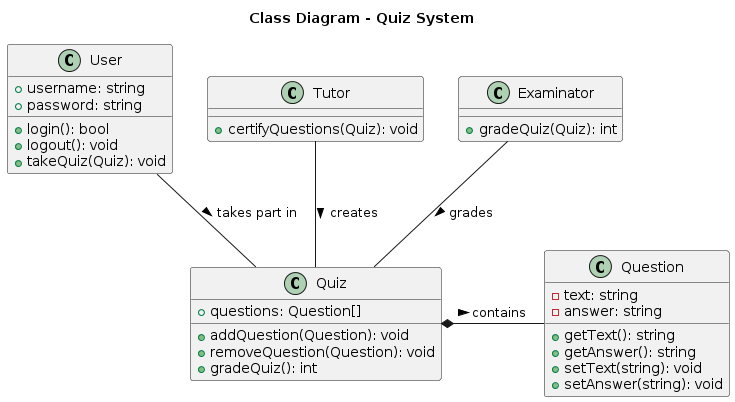 Class Diagram - Quiz System
C User
username: string
password: string
login(): bool
logout(): void
takeQuiz(Quiz): void
C Tutor
certifyQuestions(Quiz): void
C Examinator
gradeQuiz(Quiz): int
takes part in
creates
grades
C Quiz
questions: Question[]
addQuestion(Question): void
removeQuestion(Question): void
gradeQuiz(): int
contains
C Question
text: string
answer: string
getText(): string
getAnswer(): string
setText(string): void
setAnswer(string): void